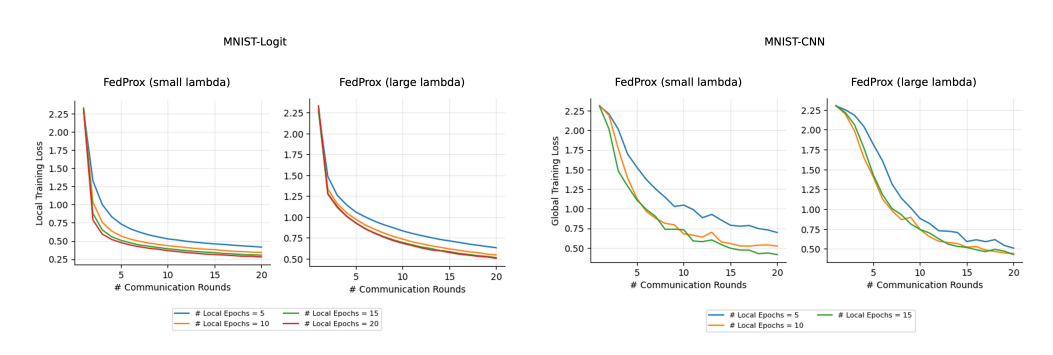 MNIST-Logit
FedProx (small lambda)
FedProx (large lambda)
Local Training Loss
2.25
2.00
1.75
1.50
1.25
1.00
0.75
0.50
0.25
5
10
15
20
# Communication Rounds
2.25
2.00
1.75
1.50
1.25
1.00
0.75
0.50
5
10
15
20
# Communication Rounds
# Local Epochs = 5
# Local Epochs = 10
# Local Epochs = 15
# Local Epochs = 20
MNIST-CNN
FedProx (small lambda)
FedProx (large lambda)
Global Training Loss
2.25
2.00
1.75
1.50
1.25
1.00
0.75
0.50
5
10
15
20
# Communication Rounds
2.25
2.00
1.75
1.50
1.25
1.00
0.75
0.50
5
10
15
20
# Communication Rounds
# Local Epochs = 5
# Local Epochs = 10
# Local Epochs = 15